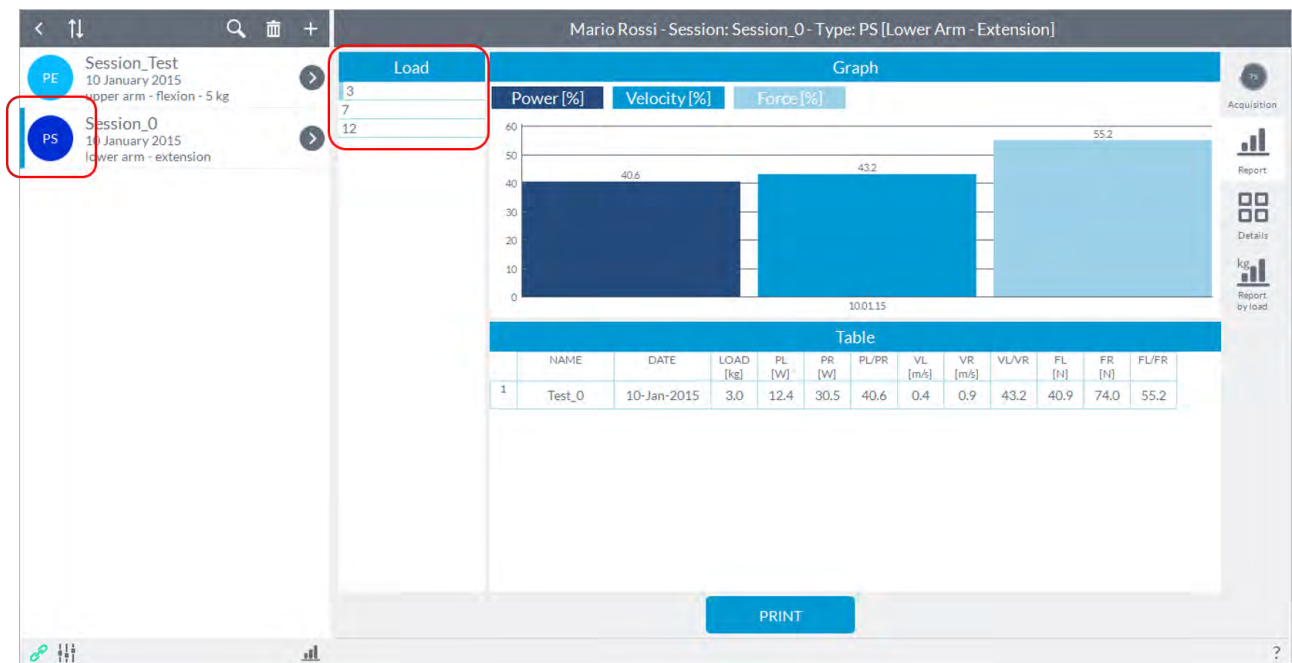 Mario Rossi - Session: Session_0 - Type: PS [Lower Arm - Extension]
PE
Session_Test
10 January 2015
upper arm - flexion - 5 kg
PS
Session_0
10 January 2015
lower arm - extension
Load
3
7
12
Graph
Power [%] Velocity [%] Force [%]
60
50
40
30
20
10
0
40.6
43.2
55.2
10.01.15
Table
NAME DATE LOAD [kg] PL [W] PR [W] PL/PR VL [m/s] VR [m/s] VL/VR FL [N] FR [N] FL/FR
1 Test_0 10-Jan-2015 3.0 12.4 30.5 40.6 0.4 0.9 43.2 40.9 74.0 55.2
PRINT
PS
Acquisition
Report
Details
kg
Report
by load
?